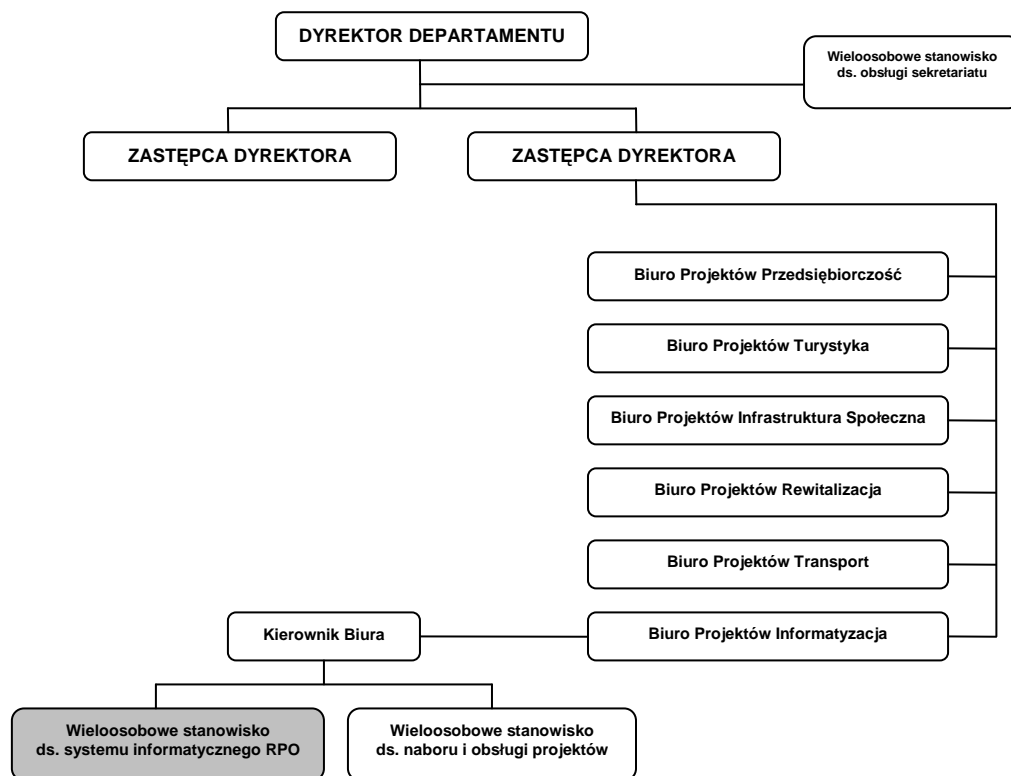 DYREKTOR DEPARTAMENTU
Wieloosobowe stanowisko
ds. obsługi sekretariatu
ZASTĘPCA DYREKTORA
ZASTĘPCA DYREKTORA
Biuro Projektów Przedsiębiorczość
Biuro Projektów Turystyka
Biuro Projektów Infrastruktura Społeczna
Biuro Projektów Rewitalizacja
Biuro Projektów Transport
Kierownik Biura
Biuro Projektów Informatyzacja
Wieloosobowe stanowisko
ds. systemu informatycznego RPO
Wieloosobowe stanowisko
ds. naboru i obsługi projektów